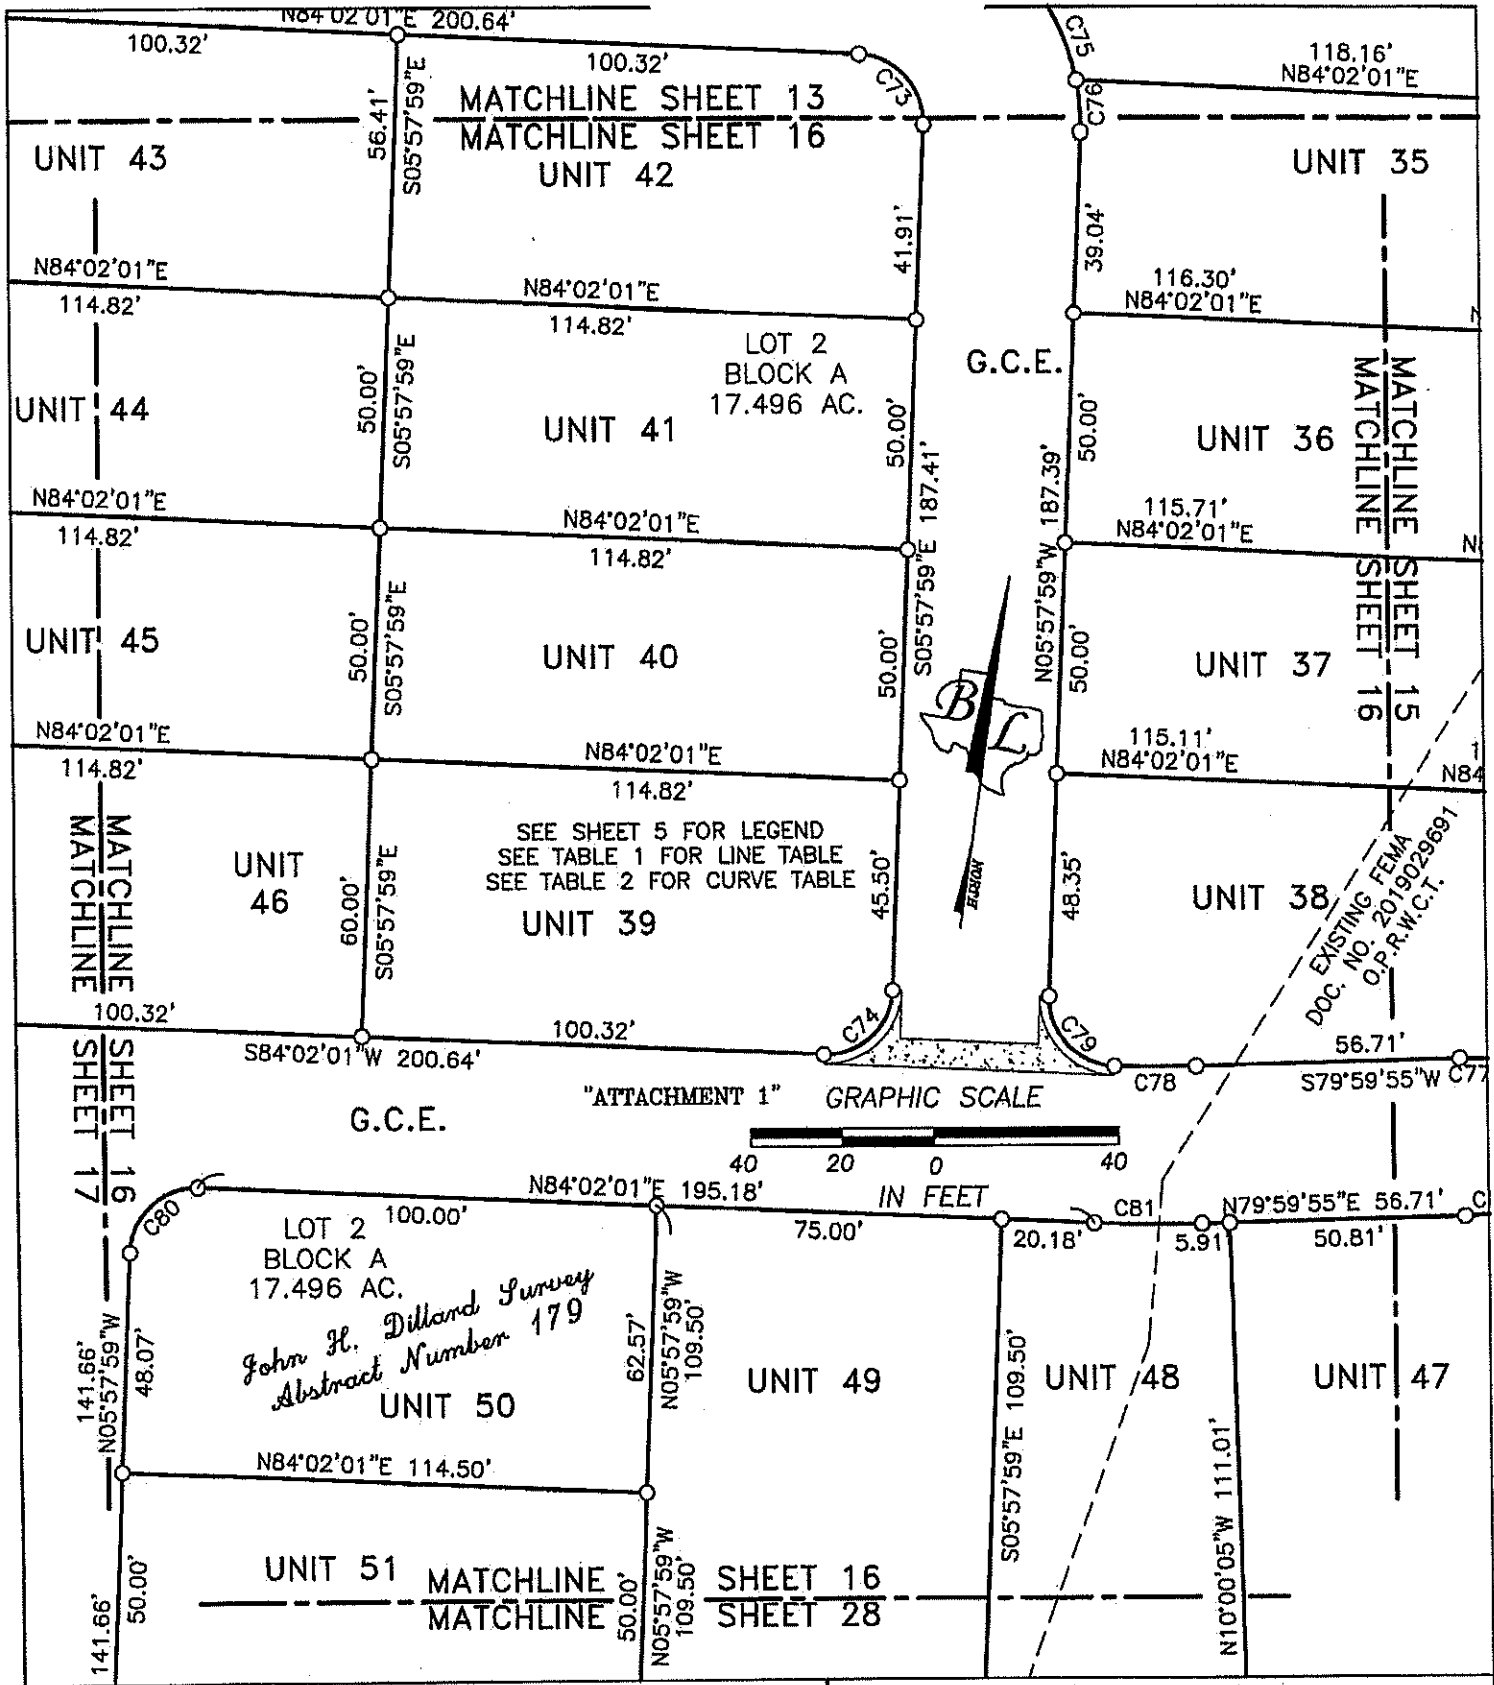 N84°02'01"E 200.64'
100.32'
100.32'
C73
C75
118.16'
N84°02'01"E
C76
56.41'
S05°57'59"E
MATCHLINE SHEET 13
MATCHLINE SHEET 16
UNIT 43
UNIT 42
UNIT 35
41.91'
39.04'
N84°02'01"E
114.82'
N84°02'01"E
114.82'
116.30'
N84°02'01"E
LOT 2
BLOCK A
17.496 AC.
G.C.E.
MATCHLINE SHEET 15
MATCHLINE SHEET 16
UNIT 44
50.00'
S05°57'59"E
UNIT 41
50.00'
S05°57'59"E 187.41'
N05°57'59"W 187.39'
50.00'
UNIT 36
N84°02'01"E
114.82'
N84°02'01"E
114.82'
115.71'
N84°02'01"E
N
UNIT 45
50.00'
S05°57'59"E
UNIT 40
50.00'
50.00'
UNIT 37
B L
NORTH
N84°02'01"E
114.82'
N84°02'01"E
114.82'
115.11'
N84°02'01"E
1
N84
MATCHLINE SHEET 16
MATCHLINE SHEET 17
UNIT
46
60.00'
S05°57'59"E
SEE SHEET 5 FOR LEGEND
SEE TABLE 1 FOR LINE TABLE
SEE TABLE 2 FOR CURVE TABLE
UNIT 39
45.50'
48.35'
UNIT 38
EXISTING FEMA
DOC. NO. 2019029691
O.P.R.W.C.T.
100.32'
100.32'
S84°02'01"W 200.64'
C74
C79
C78
56.71'
S79°59'55"W C77
"ATTACHMENT 1"
GRAPHIC SCALE
40 20 0 40
IN FEET
G.C.E.
C80
N84°02'01"E 195.18'
100.00'
75.00'
20.18'
C81
5.91'
N79°59'55"E 56.71'
50.81'
C
LOT 2
BLOCK A
17.496 AC.
John H. Dillard Survey
Abstract Number 179
141.66'
N05°57'59"W
48.07'
UNIT 50
62.57'
N05°57'59"W
109.50'
UNIT 49
S05°57'59"E 109.50'
UNIT 48
N10°00'05"W 111.01'
UNIT 47
N84°02'01"E 114.50'
141.66'
50.00'
UNIT 51
50.00'
N05°57'59"W
109.50'
MATCHLINE SHEET 16
MATCHLINE SHEET 28